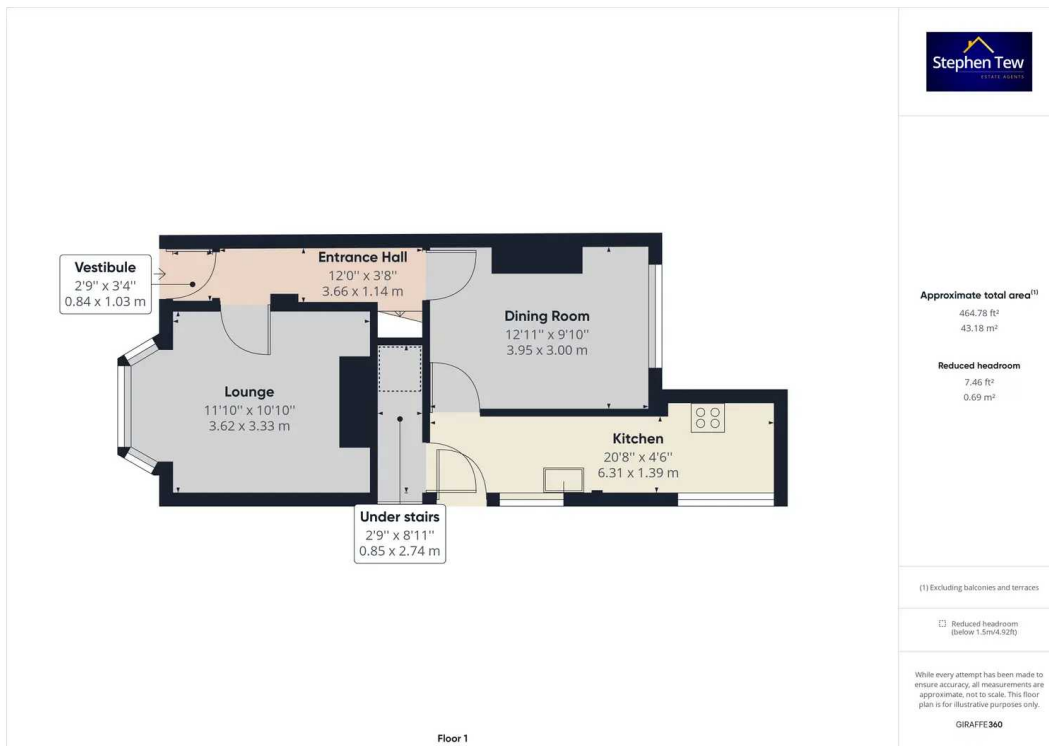 Stephen Tew
ESTATE AGENTS
Vestibule
2'9'' x 3'4''
0.84 x 1.03 m
Entrance Hall
12'0'' x 3'8''
3.66 x 1.14 m
Dining Room
12'11'' x 9'10''
3.95 x 3.00 m
Lounge
11'10'' x 10'10''
3.62 x 3.33 m
Kitchen
20'8'' x 4'6''
6.31 x 1.39 m
Under stairs
2'9'' x 8'11''
0.85 x 2.74 m
Floor 1
Approximate total area(1)
464.78 ft²
43.18 m²
Reduced headroom
7.46 ft²
0.69 m²
(1) Excluding balconies and terraces
Reduced headroom
(below 1.5m/4.92ft)
While every attempt has been made to
ensure accuracy, all measurements are
approximate, not to scale. This floor
plan is for illustrative purposes only.
GIRAFFE360